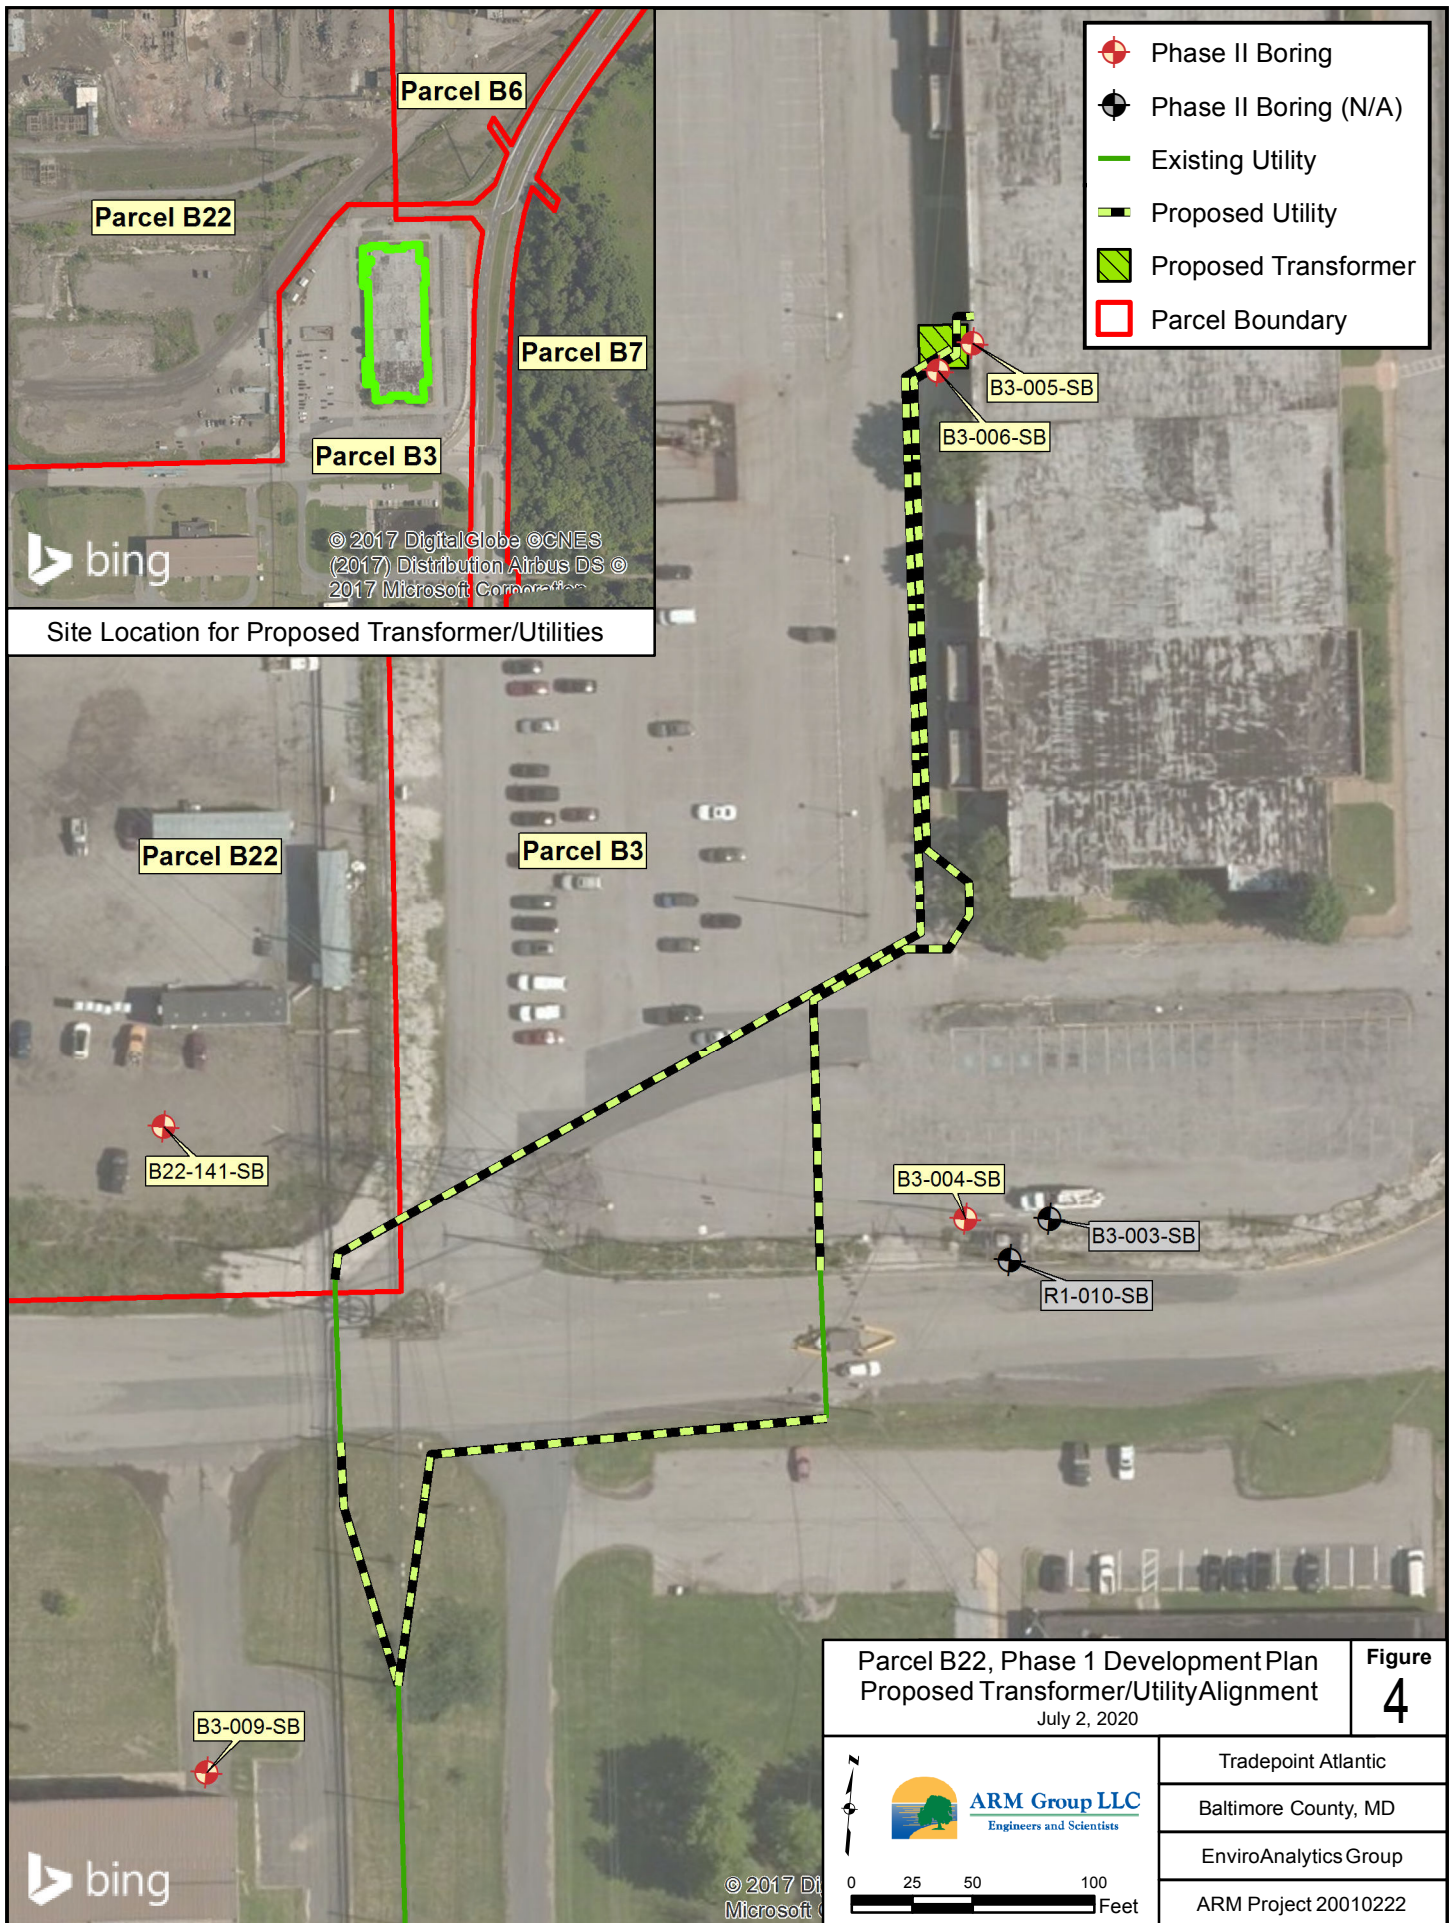 Parcel B6
Parcel B22
Parcel B7
Parcel B3
bing
© 2017 DigitalGlobe ©CNES
(2017) Distribution Airbus DS ©
2017 Microsoft Corporation
Site Location for Proposed Transformer/Utilities
Phase II Boring
Phase II Boring (N/A)
Existing Utility
Proposed Utility
Proposed Transformer
Parcel Boundary
B3-005-SB
B3-006-SB
Parcel B22
Parcel B3
B22-141-SB
B3-004-SB
B3-003-SB
R1-010-SB
B3-009-SB
bing
© 2017 Di
Microsoft
Parcel B22, Phase 1 Development Plan
Proposed Transformer/Utility Alignment
July 2, 2020
Figure
4
N
ARM Group LLC
Engineers and Scientists
0 25 50 100
Feet
Tradepoint Atlantic
Baltimore County, MD
EnviroAnalytics Group
ARM Project 20010222